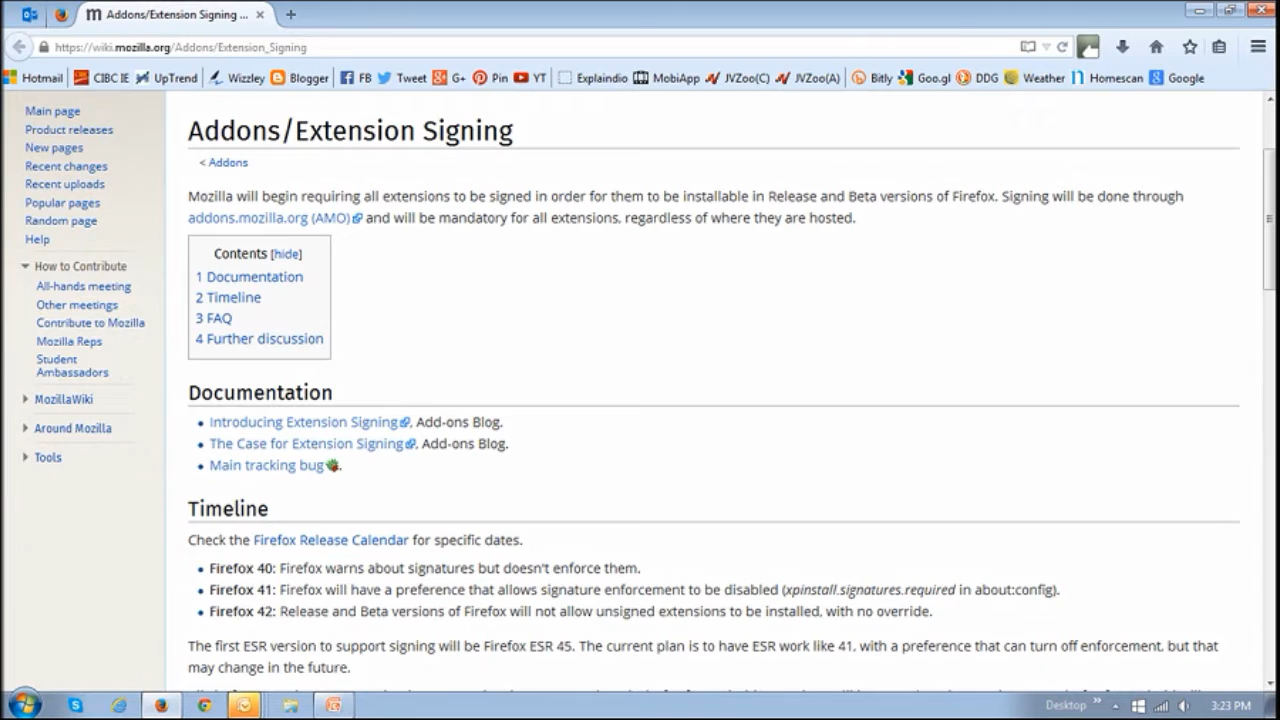 Addons/Extension Signing ...
https://wiki.mozilla.org/Addons/Extension_Signing
Hotmail CIBC IE UpTrend Wizzley Blogger FB Tweet G+ Pin YT Explaindio MobiApp JVZoo(C) JVZoo(A) Bitly Goo.gl DDG Weather Homescan Google
Main page
Product releases
New pages
Recent changes
Recent uploads
Popular pages
Random page
Help
How to Contribute
All-hands meeting
Other meetings
Contribute to Mozilla
Mozilla Reps
Student
Ambassadors
MozillaWiki
Around Mozilla
Tools
Addons/Extension Signing
< Addons
Mozilla will begin requiring all extensions to be signed in order for them to be installable in Release and Beta versions of Firefox. Signing will be done through
addons.mozilla.org (AMO) and will be mandatory for all extensions, regardless of where they are hosted.
Contents [hide]
1 Documentation
2 Timeline
3 FAQ
4 Further discussion
Documentation
• Introducing Extension Signing, Add-ons Blog.
• The Case for Extension Signing, Add-ons Blog.
• Main tracking bug.
Timeline
Check the Firefox Release Calendar for specific dates.
• Firefox 40: Firefox warns about signatures but doesn't enforce them.
• Firefox 41: Firefox will have a preference that allows signature enforcement to be disabled (xpinstall.signatures.required in about:config).
• Firefox 42: Release and Beta versions of Firefox will not allow unsigned extensions to be installed, with no override.
The first ESR version to support signing will be Firefox ESR 45. The current plan is to have ESR work like 41, with a preference that can turn off enforcement, but that
may change in the future.
Desktop
3:23 PM